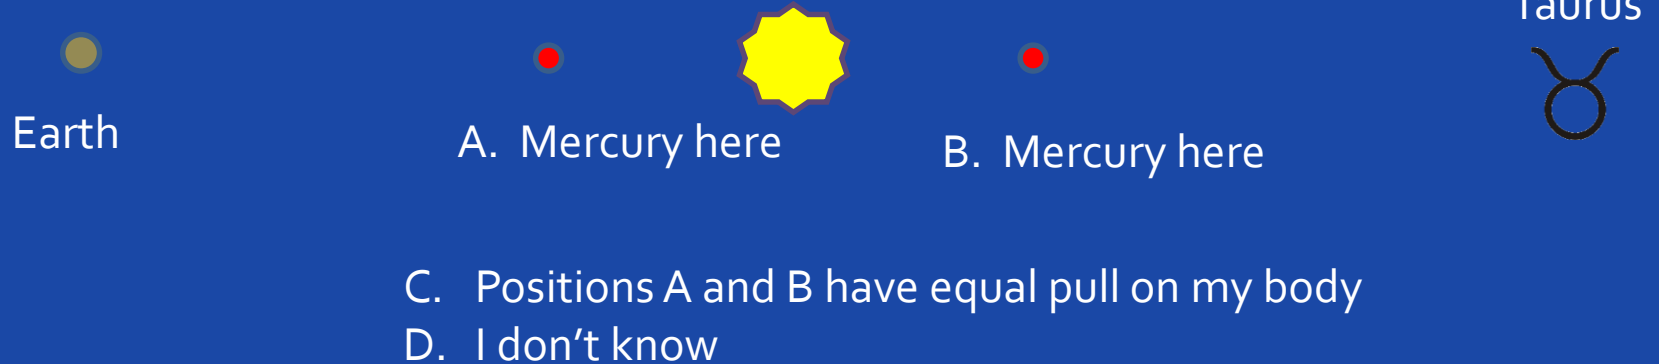 Taurus
Earth
A. Mercury here
B. Mercury here
C. Positions A and B have equal pull on my body
D. I don’t know